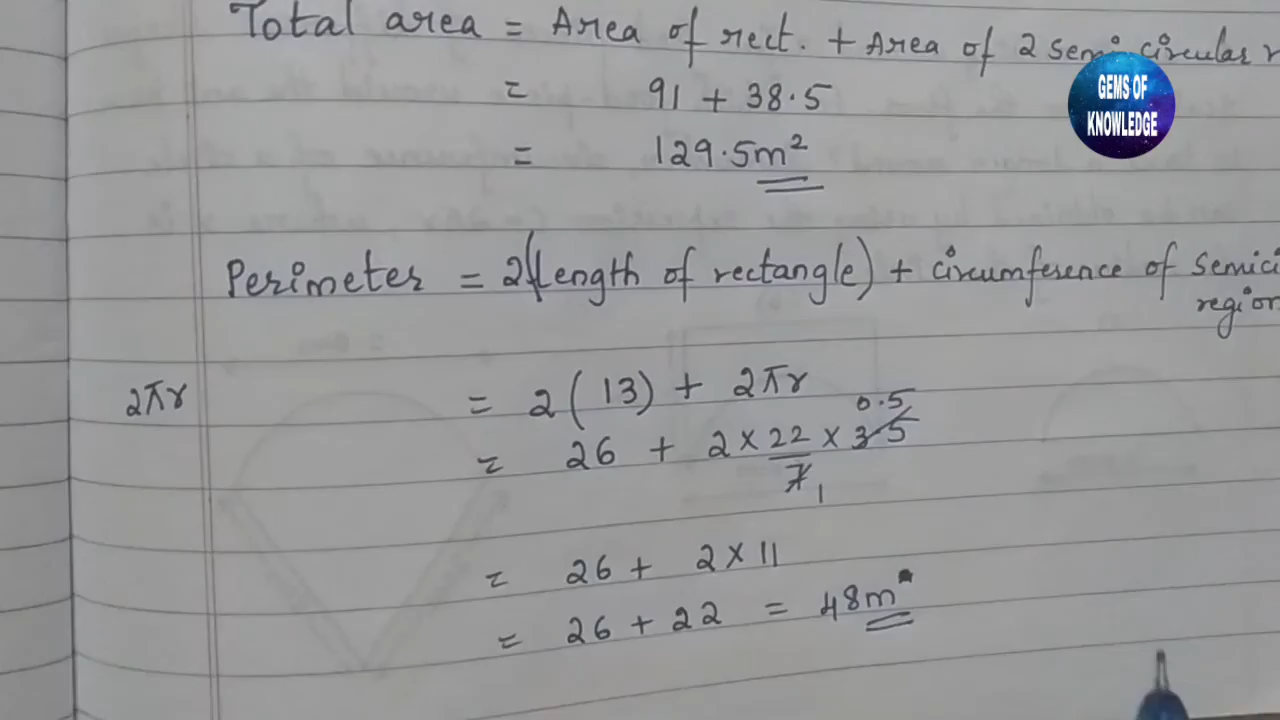 Total area = Area of rect. + Area of 2 semi circular r
= 91 + 38.5
= 129.5m²
Perimeter = 2(length of rectangle) + circumference of semici
region
2πr
= 2 ( 13 ) + 2πr
0.5
= 26 + 2 × 22 × 3.5
7 1
= 26 + 2 × 11
= 26 + 22 = 48m
GEMS OF
KNOWLEDGE